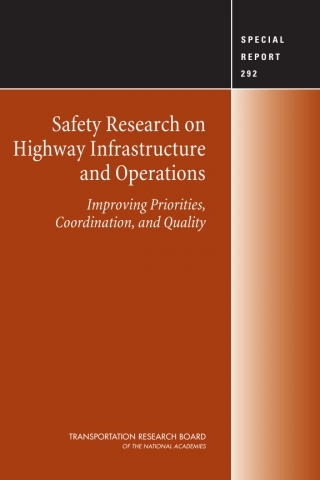 SPECIAL
REPORT
292
Safety Research on
Highway Infrastructure
and Operations
Improving Priorities,
Coordination, and Quality
TRANSPORTATION RESEARCH BOARD
OF THE NATIONAL ACADEMIES